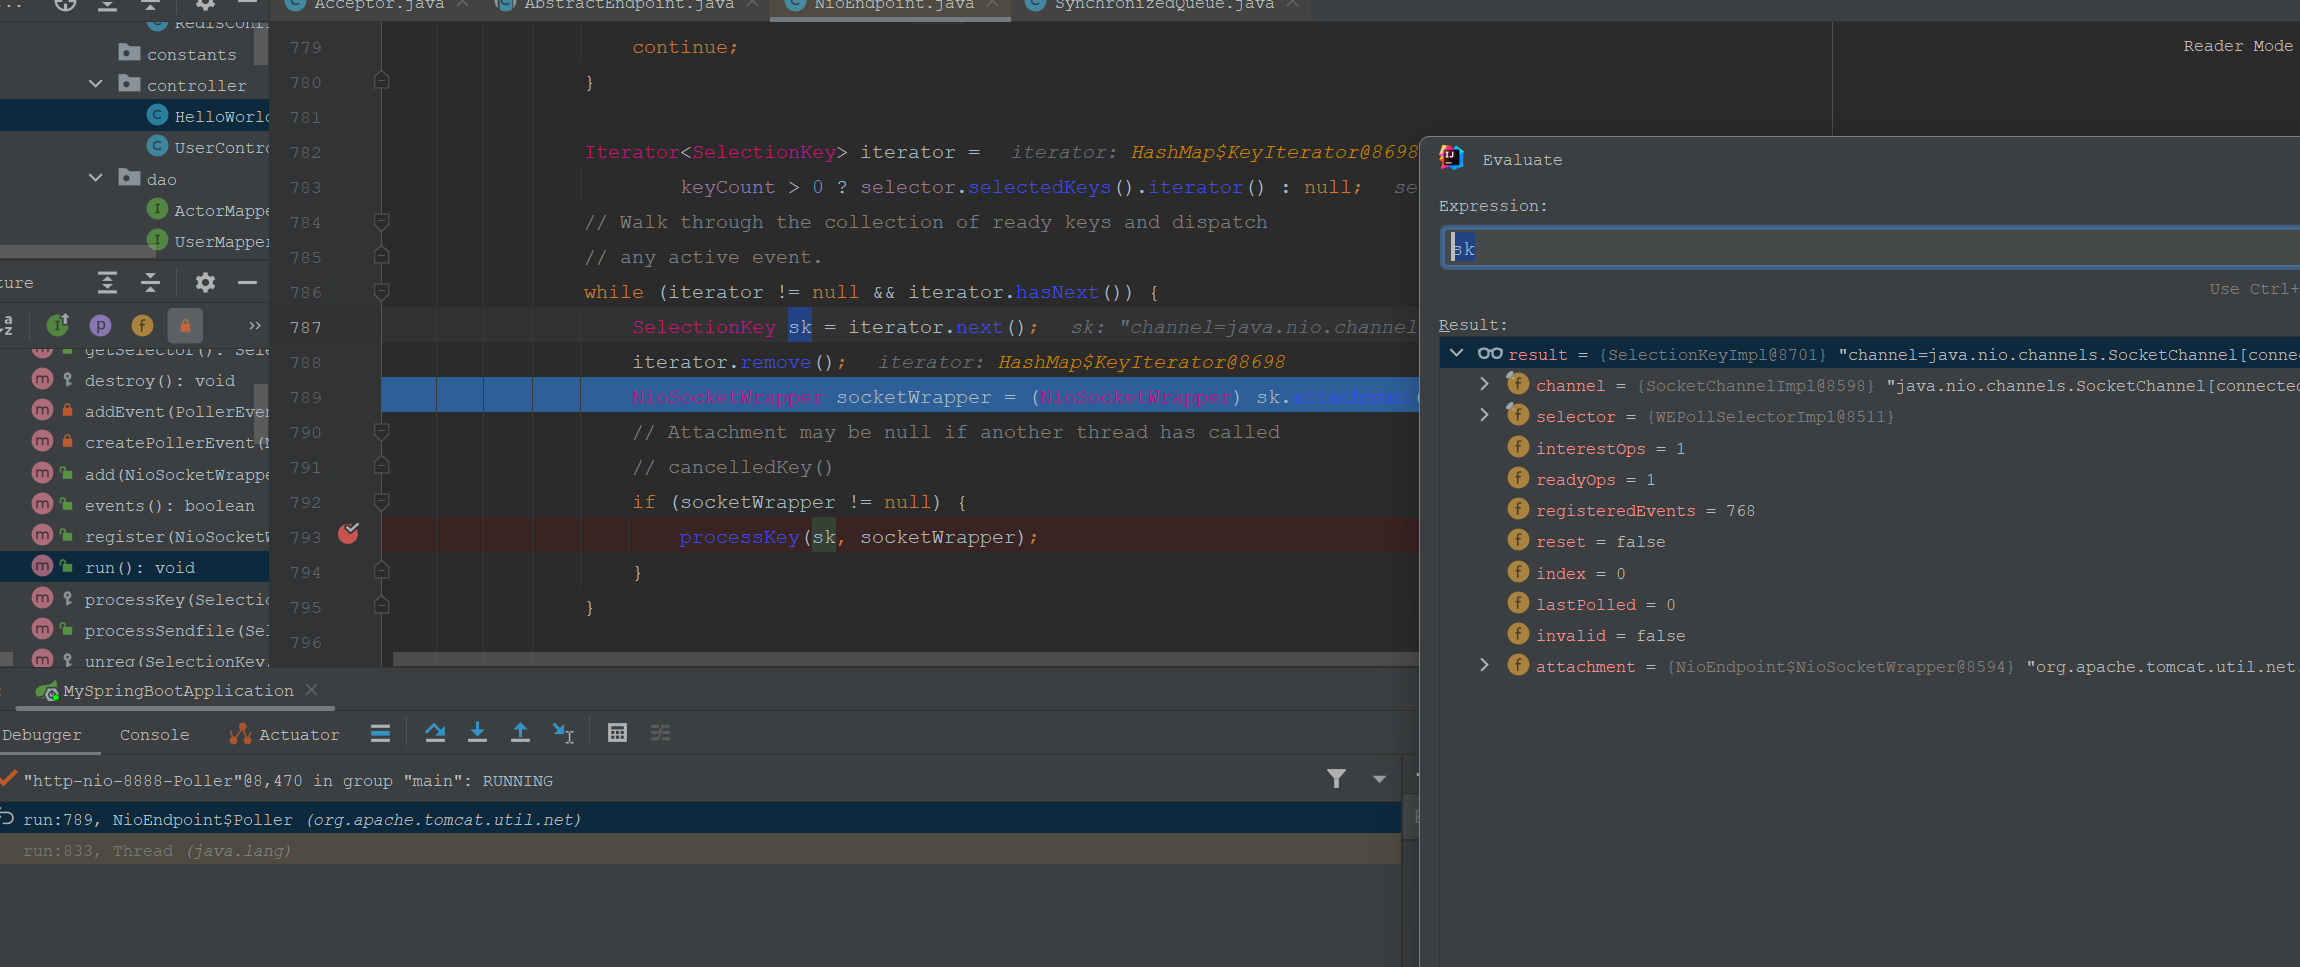 Acceptor.java
AbstractEndpoint.java
NioEndpoint.java
SynchronizedQueue.java
constants
controller
HelloWorld
UserContro
dao
ActorMappe
UserMapper
ture
getSelector(): Sele
destroy(): void
addEvent(PollerEve
createPollerEvent(N
add(NioSocketWrappe
events(): boolean
register(NioSocketW
run(): void
processKey(Selectio
processSendfile(Sel
unreg(SelectionKey
779 continue;
780 }
781
782 Iterator<SelectionKey> iterator = iterator: HashMap$KeyIterator@8698
783 keyCount > 0 ? selector.selectedKeys().iterator() : null; se
784 // Walk through the collection of ready keys and dispatch
785 // any active event.
786 while (iterator != null && iterator.hasNext()) {
787 SelectionKey sk = iterator.next(); sk: "channel=java.nio.channel
788 iterator.remove(); iterator: HashMap$KeyIterator@8698
789 NioSocketWrapper socketWrapper = (NioSocketWrapper) sk.attachment(
790 // Attachment may be null if another thread has called
791 // cancelledKey()
792 if (socketWrapper != null) {
793 processKey(sk, socketWrapper);
794 }
795 }
796
Reader Mode
Evaluate
Expression:
sk
Use Ctrl+
Result:
result = {SelectionKeyImpl@8701} "channel=java.nio.channels.SocketChannel[conne
channel = {SocketChannelImpl@8598} "java.nio.channels.SocketChannel[connected
selector = {WEPollSelectorImpl@8511}
interestOps = 1
readyOps = 1
registeredEvents = 768
reset = false
index = 0
lastPolled = 0
invalid = false
attachment = {NioEndpoint$NioSocketWrapper@8594} "org.apache.tomcat.util.net.
MySpringBootApplication
Debugger
Console
Actuator
"http-nio-8888-Poller"@8,470 in group "main": RUNNING
run:789, NioEndpoint$Poller (org.apache.tomcat.util.net)
run:833, Thread (java.lang)